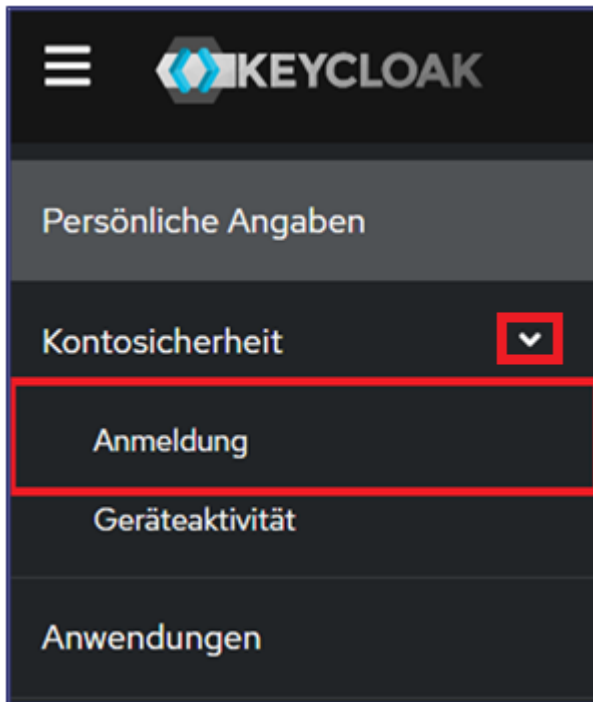 KEYCLOAK
Persönliche Angaben
Kontosicherheit
Anmeldung
Geräteaktivität
Anwendungen